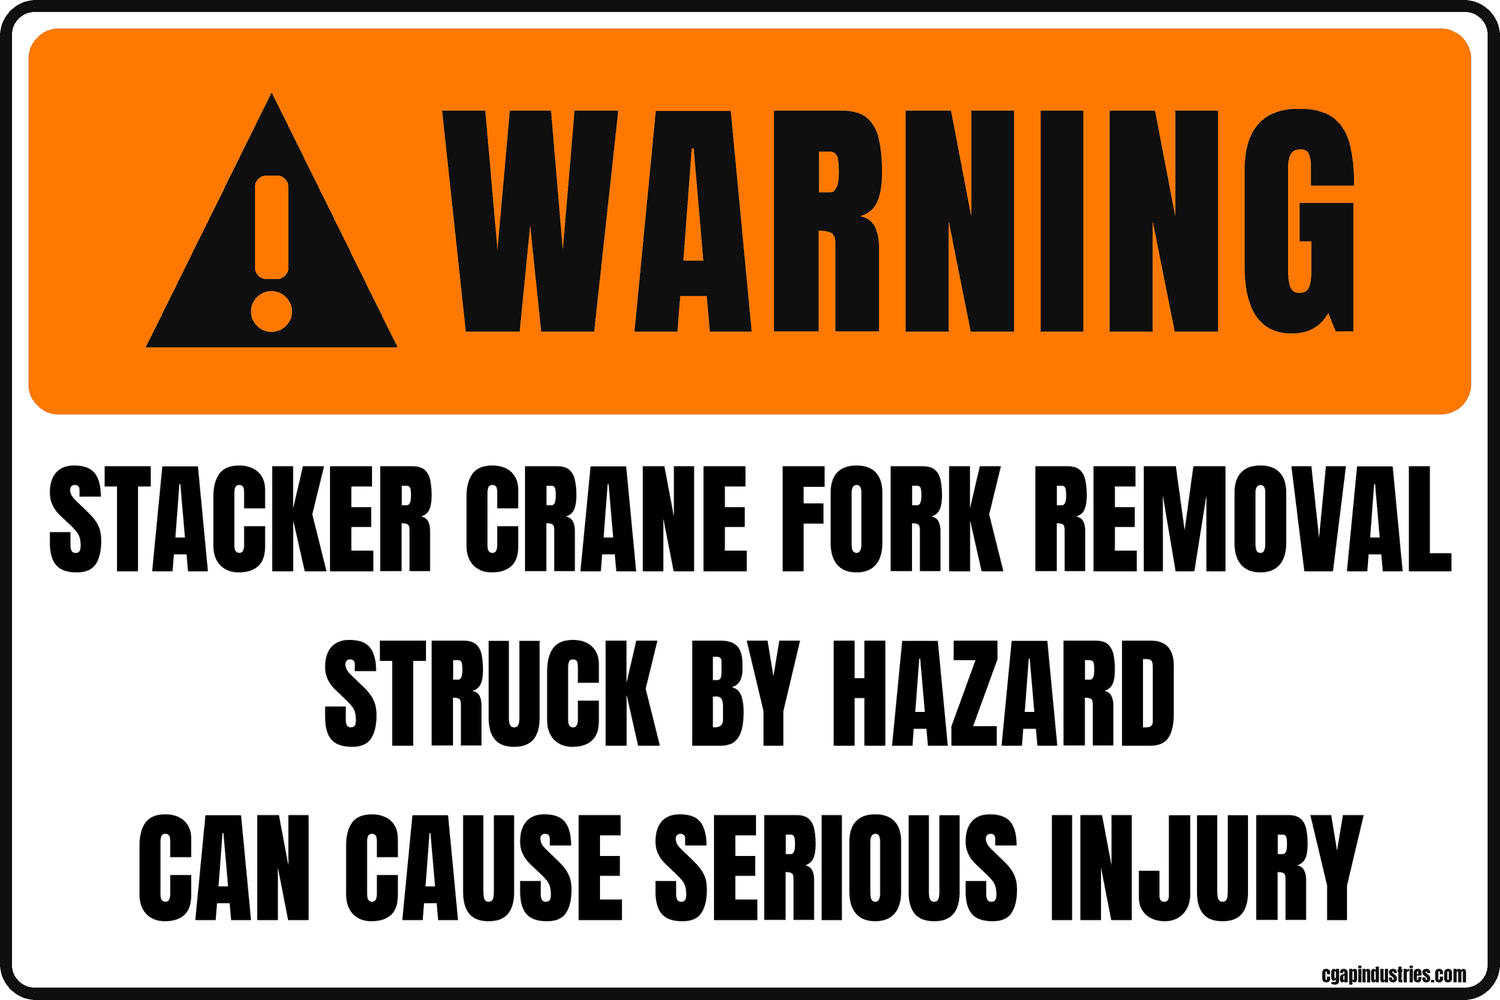 WARNING
STACKER CRANE FORK REMOVAL
STRUCK BY HAZARD
CAN CAUSE SERIOUS INJURY
cgapindustries.com